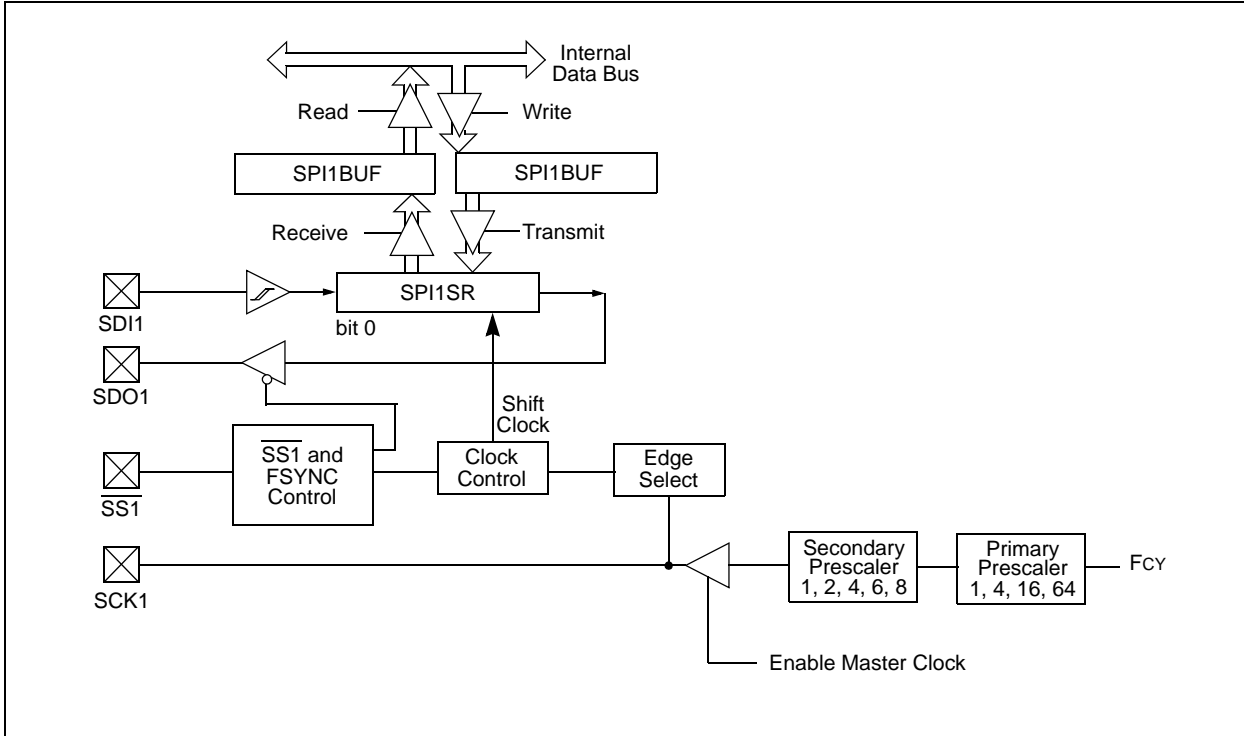 Internal
Data Bus
Read
Write
SPI1BUF
SPI1BUF
Receive
Transmit
SPI1SR
SDI1
bit 0
SDO1
Shift
Clock
SS1 and
FSYNC
Control
Clock
Control
Edge
Select
SS1
Secondary
Prescaler
1, 2, 4, 6, 8
Primary
Prescaler
1, 4, 16, 64
FCY
SCK1
Enable Master Clock